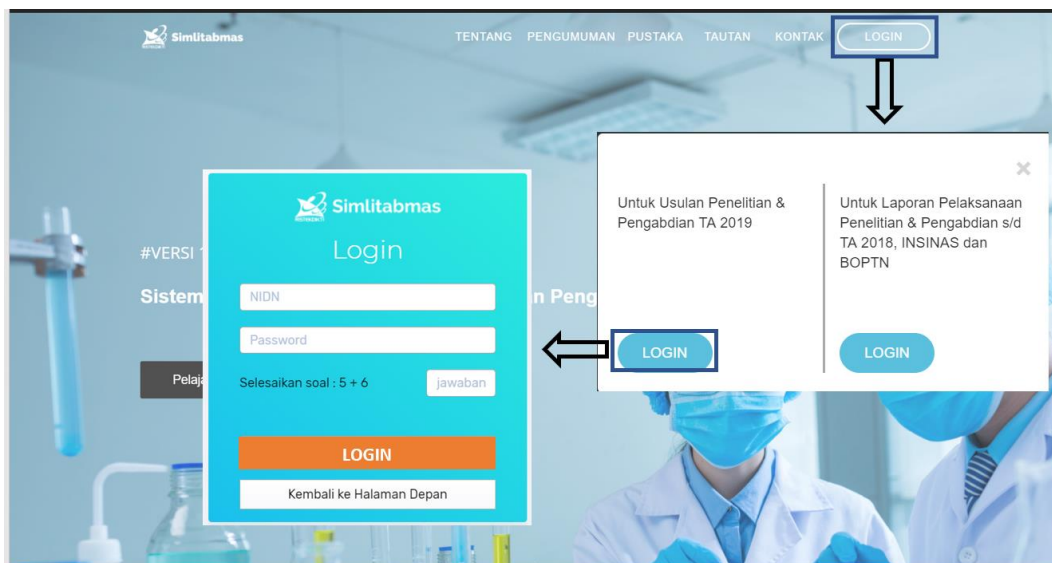 Simlitabmas
TENTANG PENGUMUMAN PUSTAKA TAUTAN KONTAK LOGIN
Untuk Usulan Penelitian &
Pengabdian TA 2019
LOGIN
Untuk Laporan Pelaksanaan
Penelitian & Pengabdian s/d
TA 2018, INSINAS dan
BOPTN
LOGIN
#VERSI 1
Sistem
n Peng
Pelaja
Simlitabmas
Login
NIDN
Password
Selesaikan soal : 5 + 6 jawaban
LOGIN
Kembali ke Halaman Depan